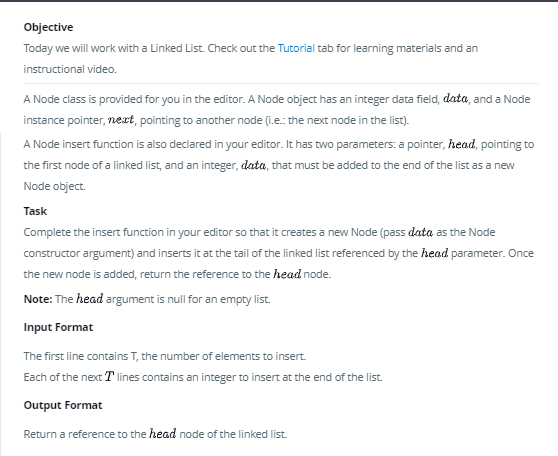 Objective
Today we will work with a Linked List. Check out the Tutorial tab for learning materials and an
instructional video.
A Node class is provided for you in the editor. A Node object has an integer data field, data, and a Node
instance pointer, next, pointing to another node (i.e.: the next node in the list).
A Node insert function is also declared in your editor. It has two parameters: a pointer, head, pointing to
the first node of a linked list, and an integer, data, that must be added to the end of the list as a new
Node object.
Task
Complete the insert function in your editor so that it creates a new Node (pass data as the Node
constructor argument) and inserts it at the tail of the linked list referenced by the head parameter. Once
the new node is added, return the reference to the head node.
Note: The head argument is null for an empty list.
Input Format
The first line contains T, the number of elements to insert.
Each of the next T lines contains an integer to insert at the end of the list.
Output Format
Return a reference to the head node of the linked list.